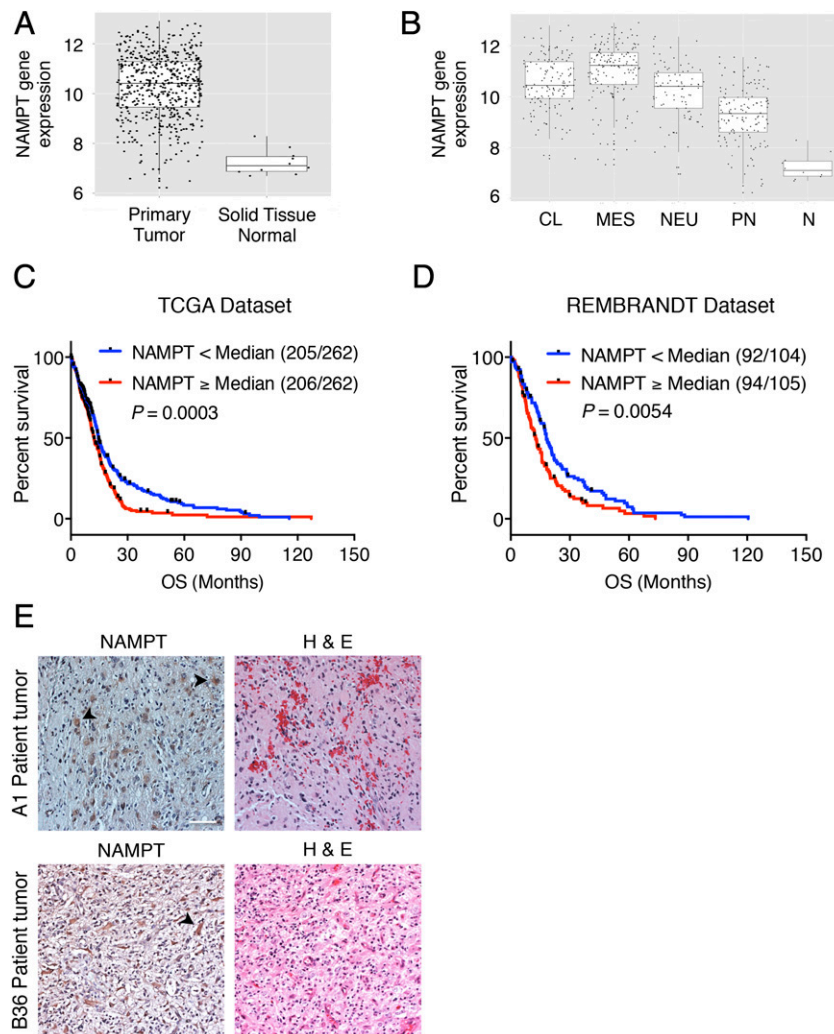 A
NAMPT gene
expression
12
10
8
6
Primary
Tumor
Solid Tissue
Normal
B
NAMPT gene
expression
12
10
8
6
CL
MES
NEU
PN
N
C
TCGA Dataset
Percent survival
100
50
0
NAMPT < Median (205/262)
NAMPT ≥ Median (206/262)
P = 0.0003
0
30
60
90
120
150
OS (Months)
D
REMBRANDT Dataset
Percent survival
100
50
0
NAMPT < Median (92/104)
NAMPT ≥ Median (94/105)
P = 0.0054
0
30
60
90
120
150
OS (Months)
E
NAMPT
H & E
A1 Patient tumor
NAMPT
H & E
B36 Patient tumor